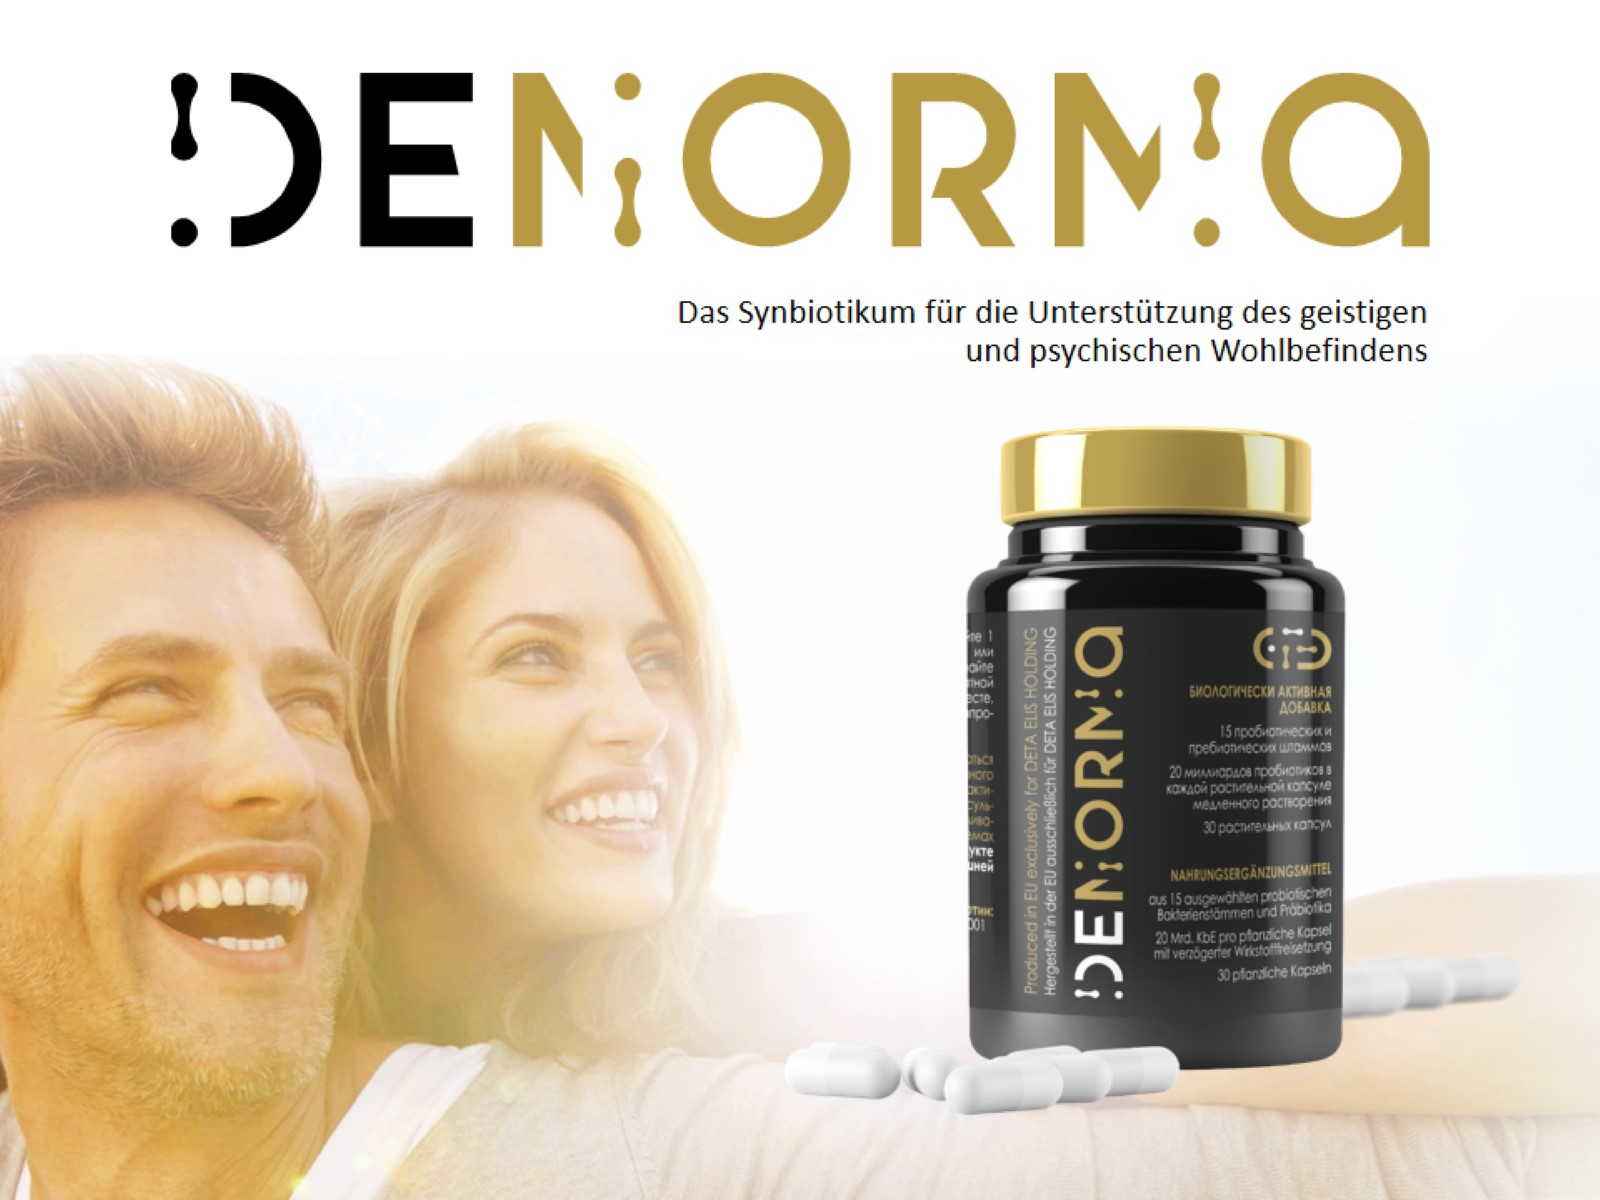 DENORMA
Das Synbiotikum für die Unterstützung des geistigen
und psychischen Wohlbefindens
Produced in EU exclusively for DETA ELIS HOLDING
Hergestellt in der EU ausschließlich für DETA ELIS HOLDING
DENORMA
БИОЛОГИЧЕСКИ АКТИВНАЯ
ДОБАВКА
15 пробиотических и
пребиотических штаммов
20 миллиардов пробиотиков в
каждой растительной капсуле
медленного растворения
30 растительных капсул
NAHRUNGSERGÄNZUNGSMITTEL
aus 15 ausgewählten probiotischen
Bakterienstämmen und Präbiotika
20 Mrd. KbE pro pflanzliche Kapsel
mit verzögerter Wirkstofffreisetzung
30 pflanzliche Kapseln